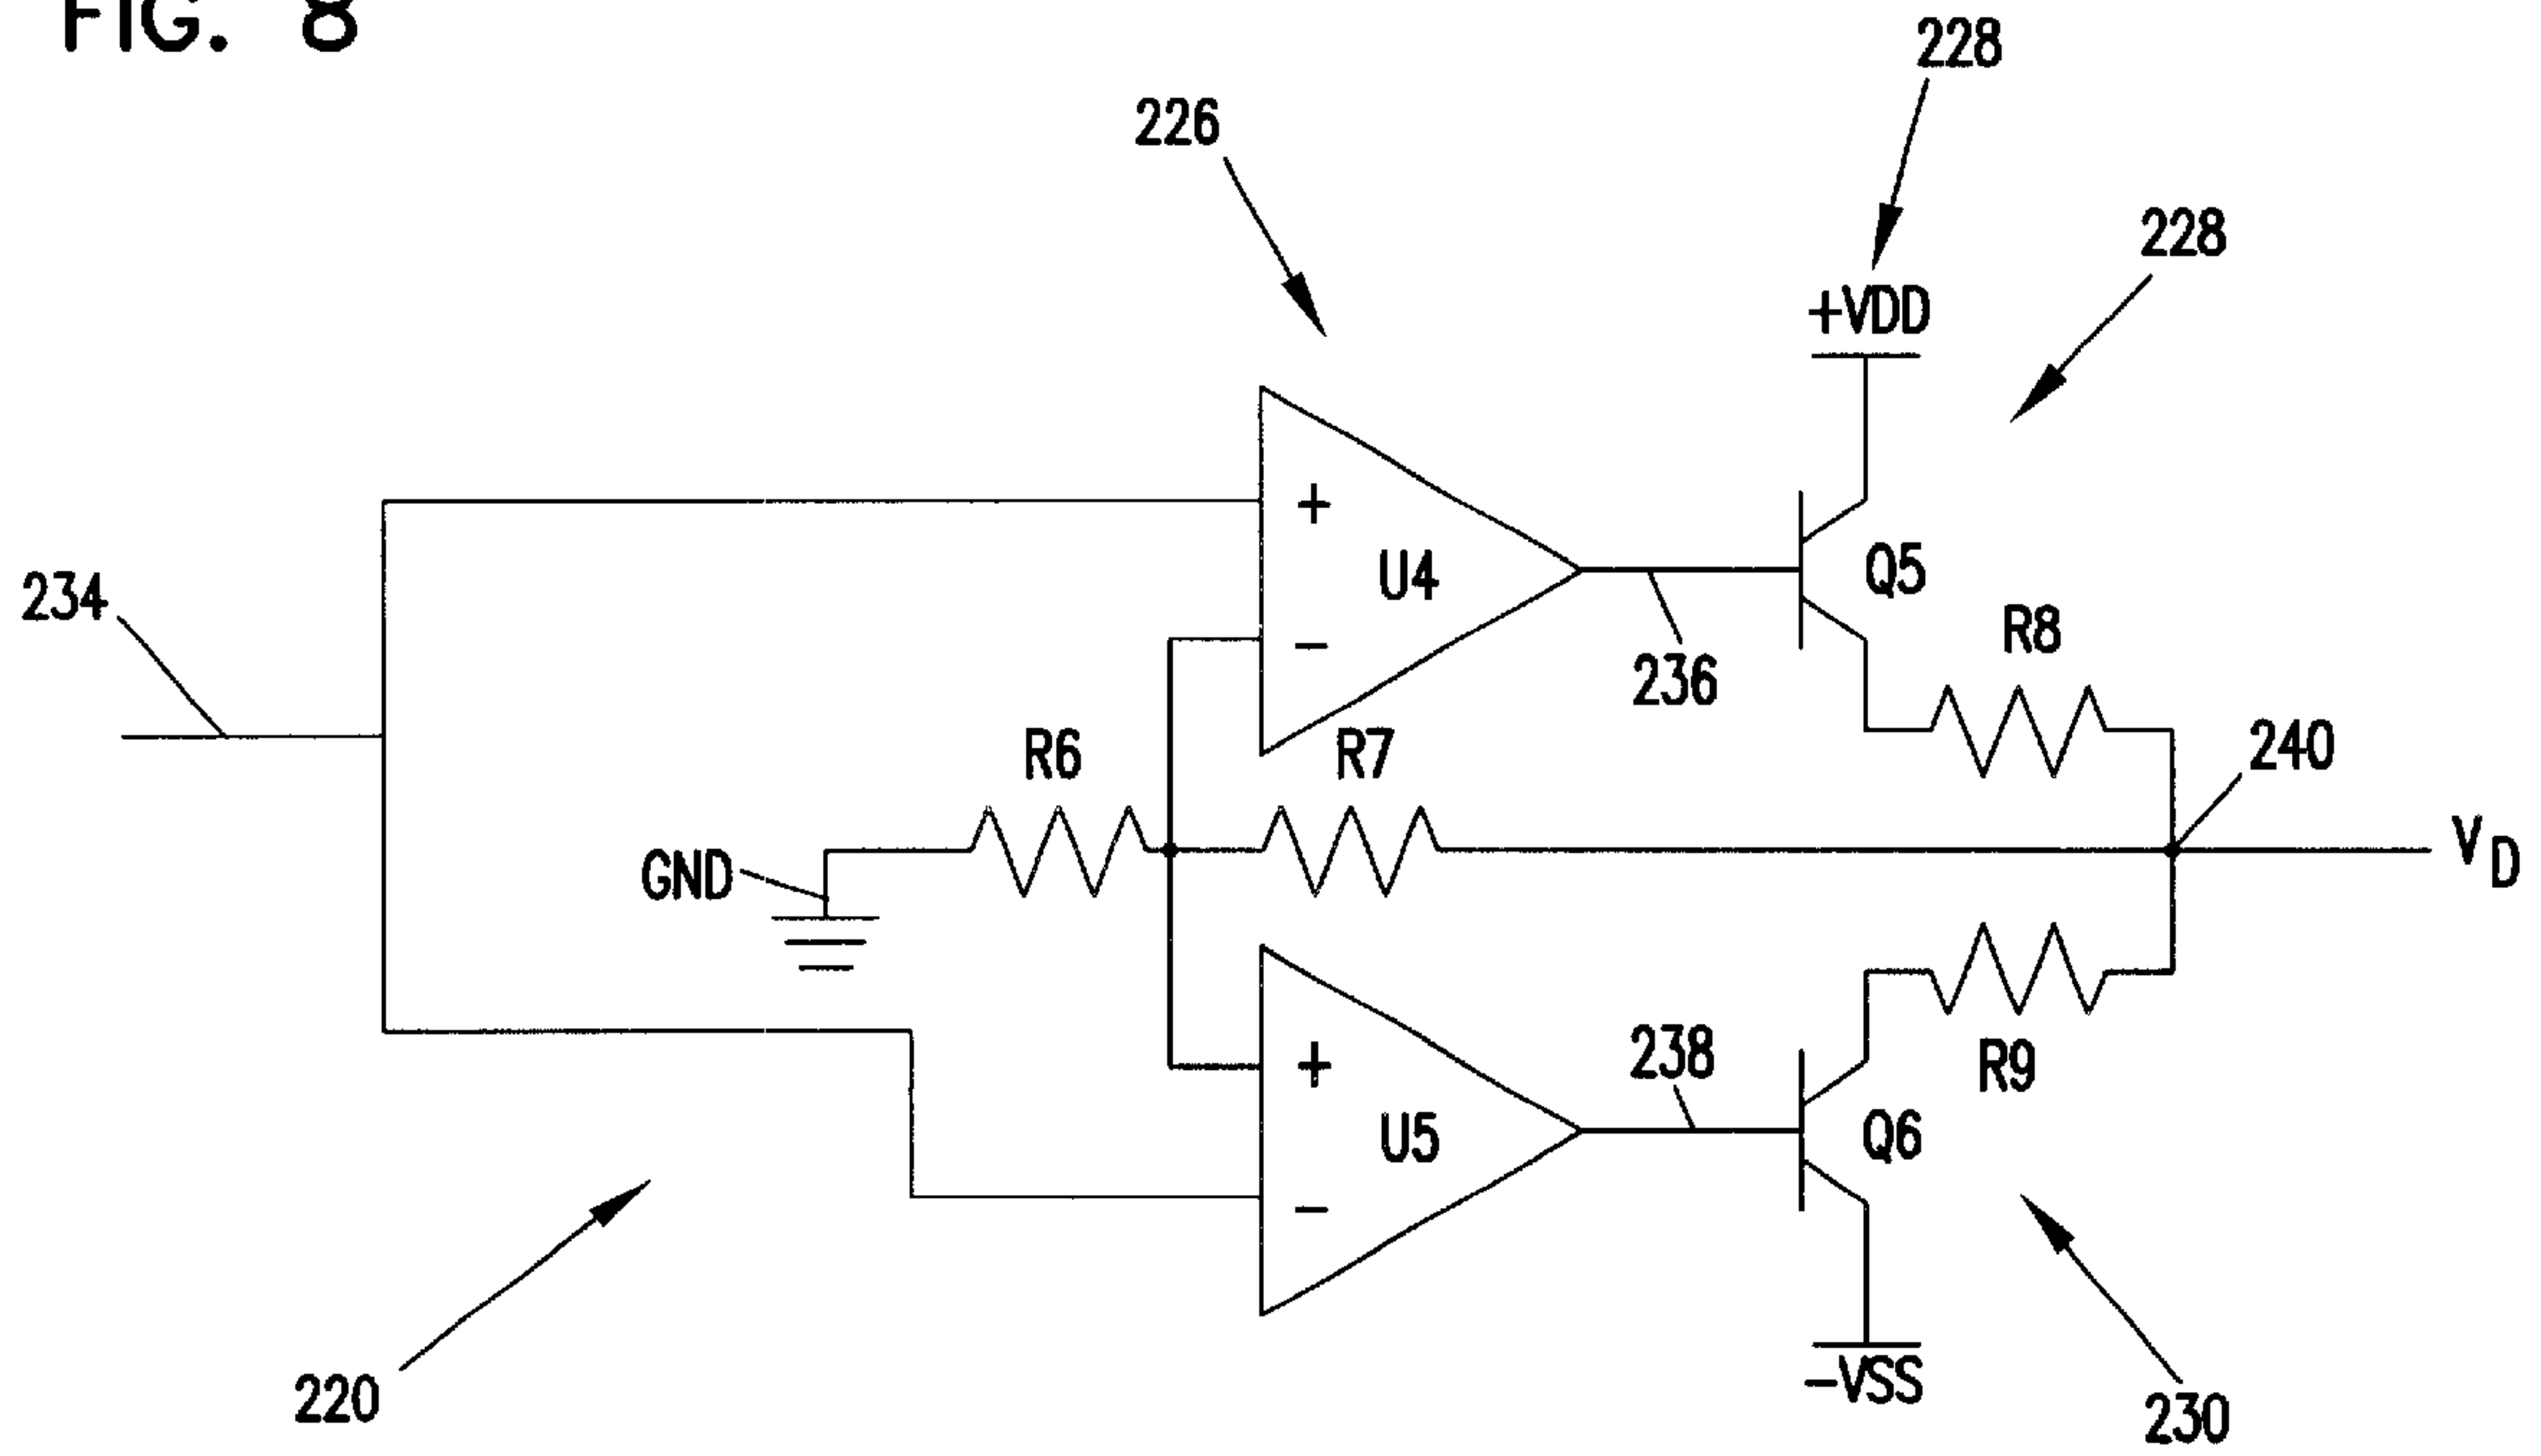 FIG. 8
228
226
228
+VDD
+
U4
Q5
234
R8
−
236
R6
R7
240
GND
V D
238
+
R9
U5
Q6
−
220
−VSS
230